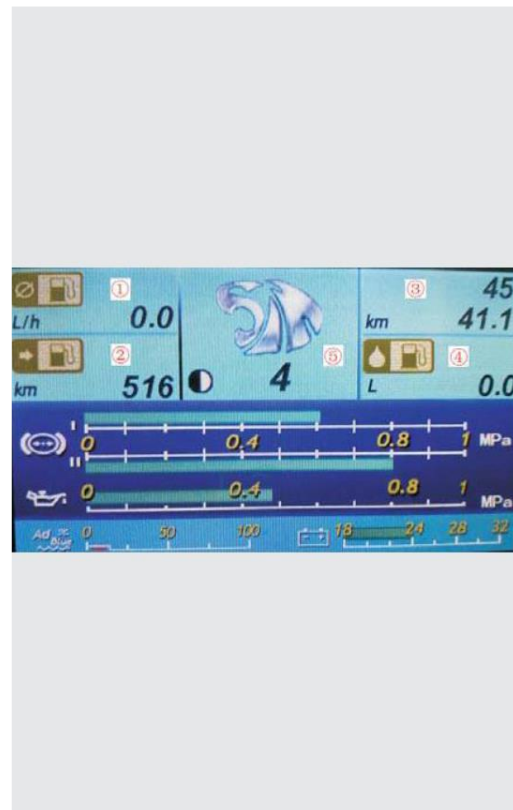 ① 45
L/h 0.0 ③ km 41.1
② ⑤ ④
km 516 4 L 0.0
I
0 0.4 0.8 1 MPa
II
0 0.4 0.8 1 MPa
Ad Blue 0 50 100 - + 18 24 28 32